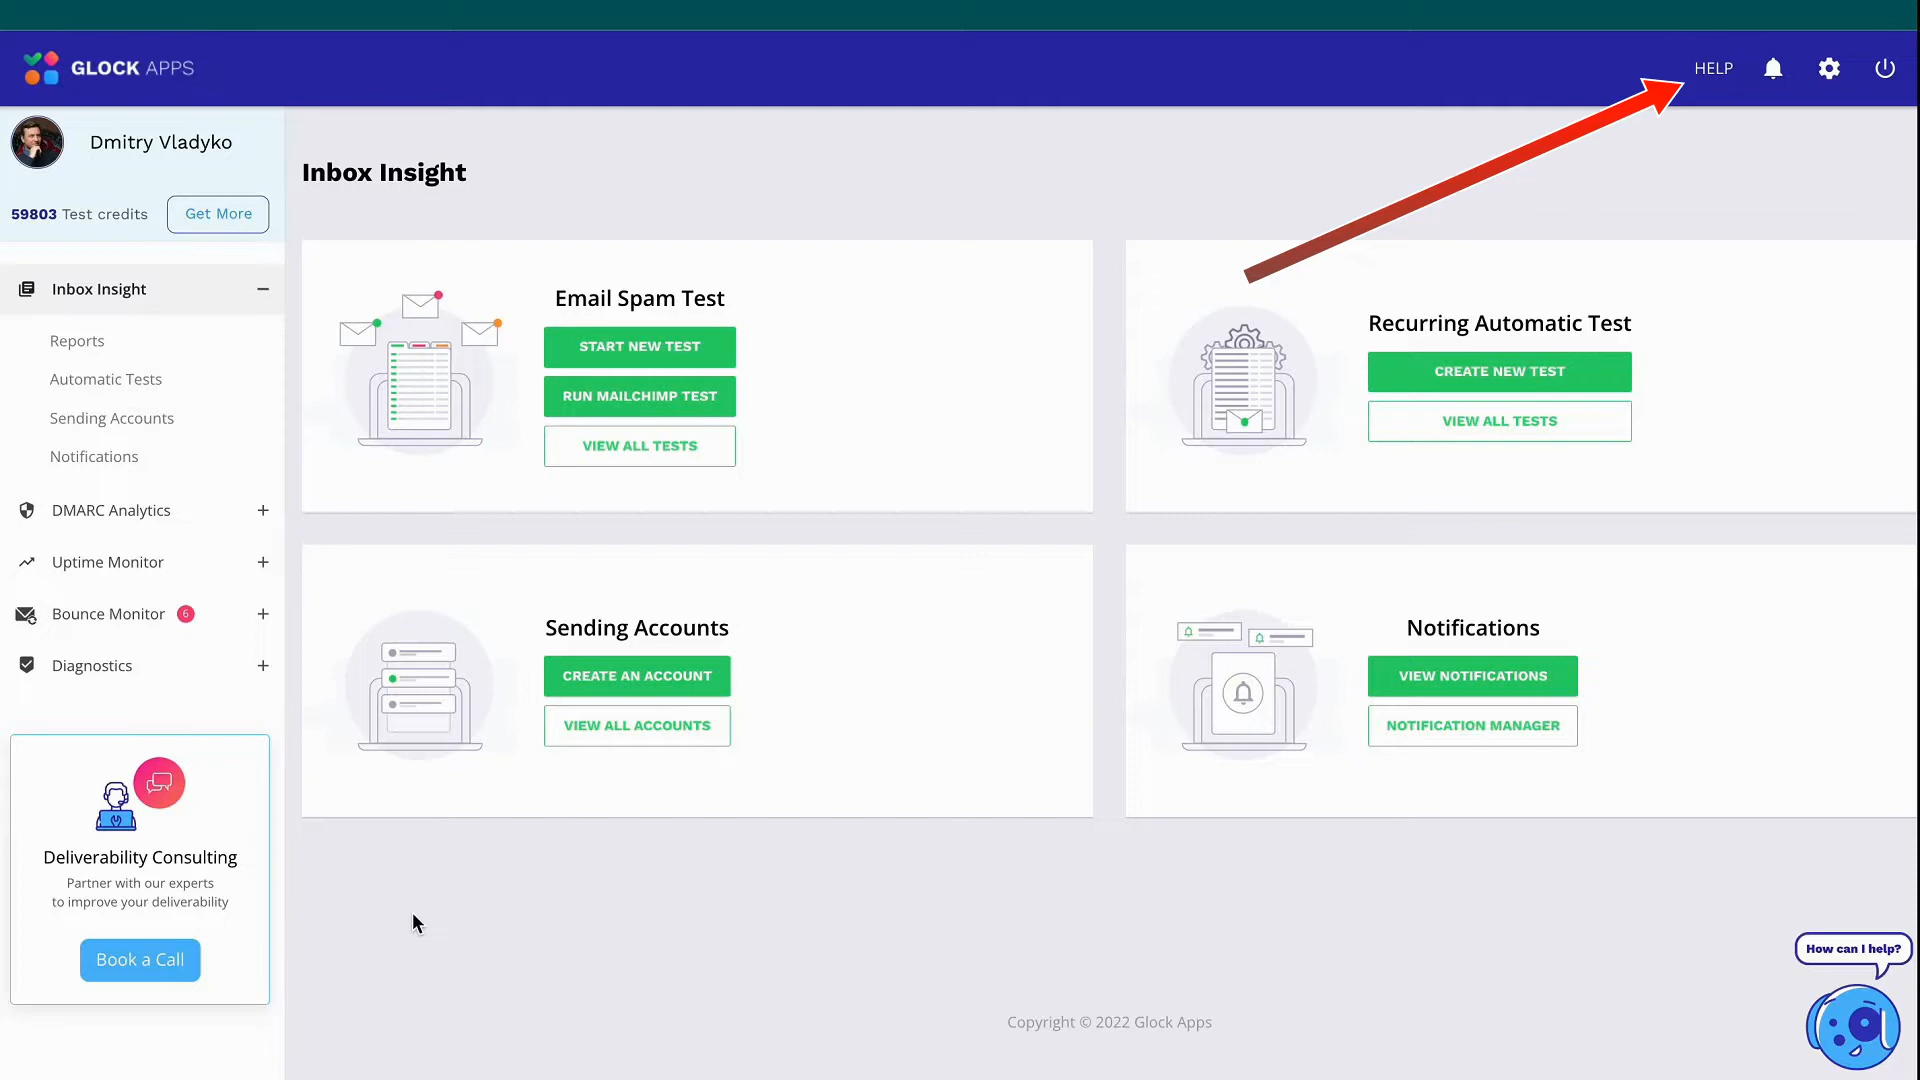 GLOCK APPS
HELP
Dmitry Vladyko
59803 Test credits
Get More
Inbox Insight
Reports
Automatic Tests
Sending Accounts
Notifications
DMARC Analytics
Uptime Monitor
Bounce Monitor 6
Diagnostics
Deliverability Consulting
Partner with our experts
to improve your deliverability
Book a Call
Inbox Insight
Email Spam Test
START NEW TEST
RUN MAILCHIMP TEST
VIEW ALL TESTS
Recurring Automatic Test
CREATE NEW TEST
VIEW ALL TESTS
Sending Accounts
CREATE AN ACCOUNT
VIEW ALL ACCOUNTS
Notifications
VIEW NOTIFICATIONS
NOTIFICATION MANAGER
How can I help?
Copyright © 2022 Glock Apps